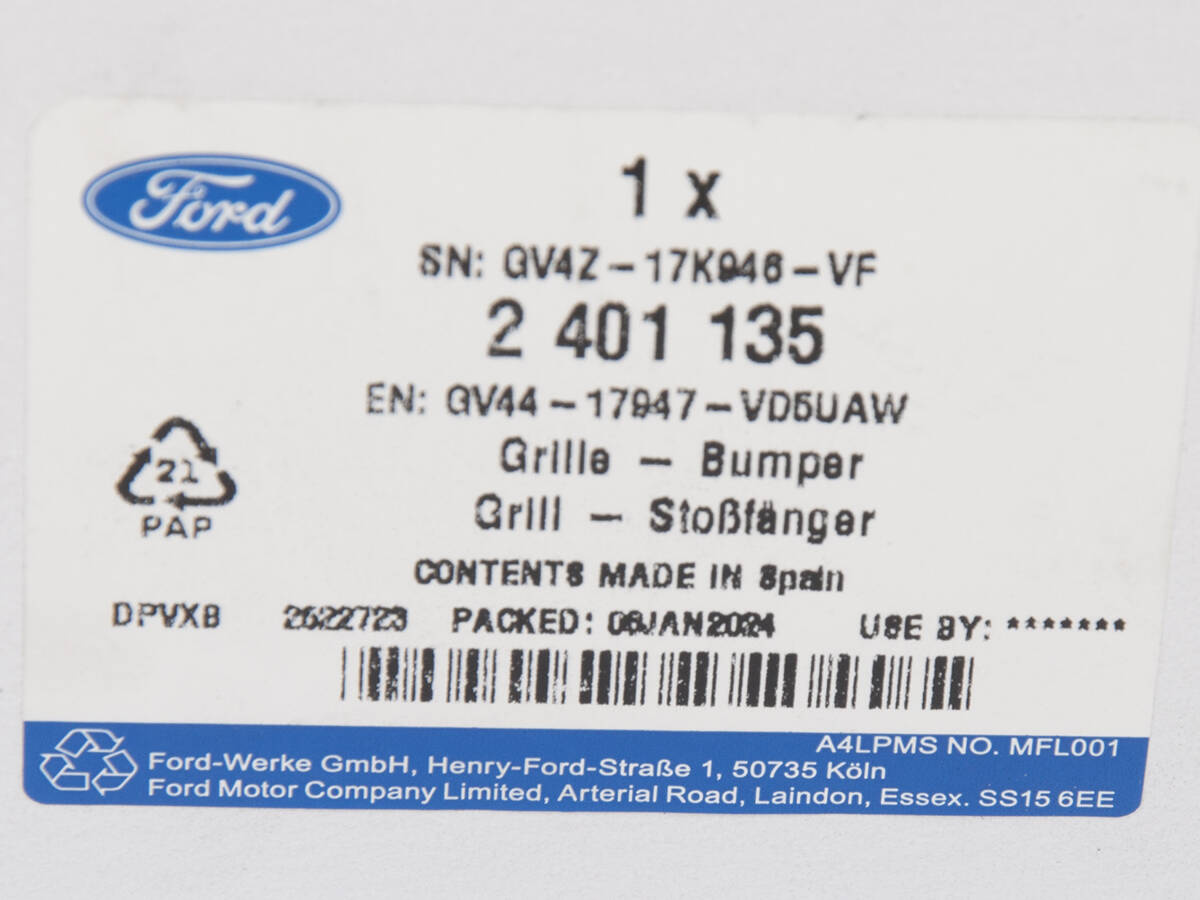 Ford
1 x
SN: GV4Z-17K946-VF
2 401 135
EN: GV44-17947-VD5UAW
Grille - Bumper
Grill - Stoßfänger
21
PAP
CONTENTS MADE IN Spain
DPVXB 2622723 PACKED: 08JAN2024 USE BY: *******
A4LPMS NO. MFL001
Ford-Werke GmbH, Henry-Ford-Straße 1, 50735 Köln
Ford Motor Company Limited, Arterial Road, Laindon, Essex. SS15 6EE